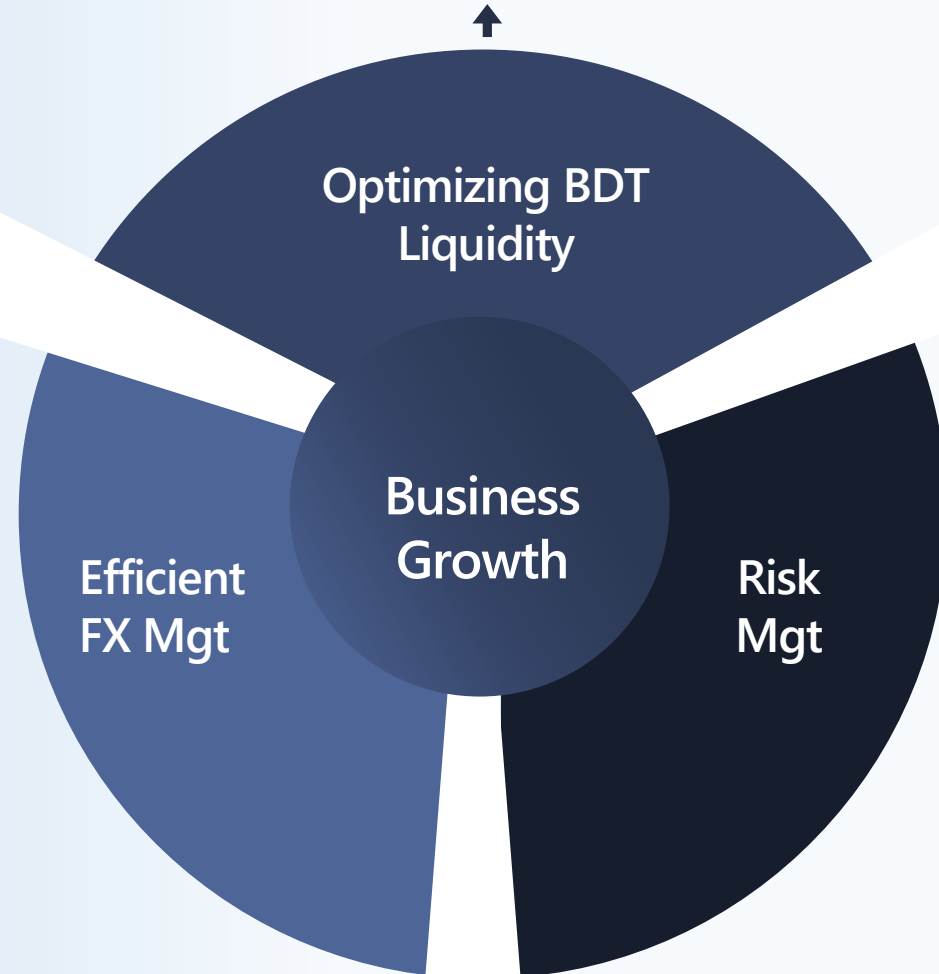 Optimizing BDT
Liquidity
Business
Growth
Efficient
FX Mgt
Risk
Mgt